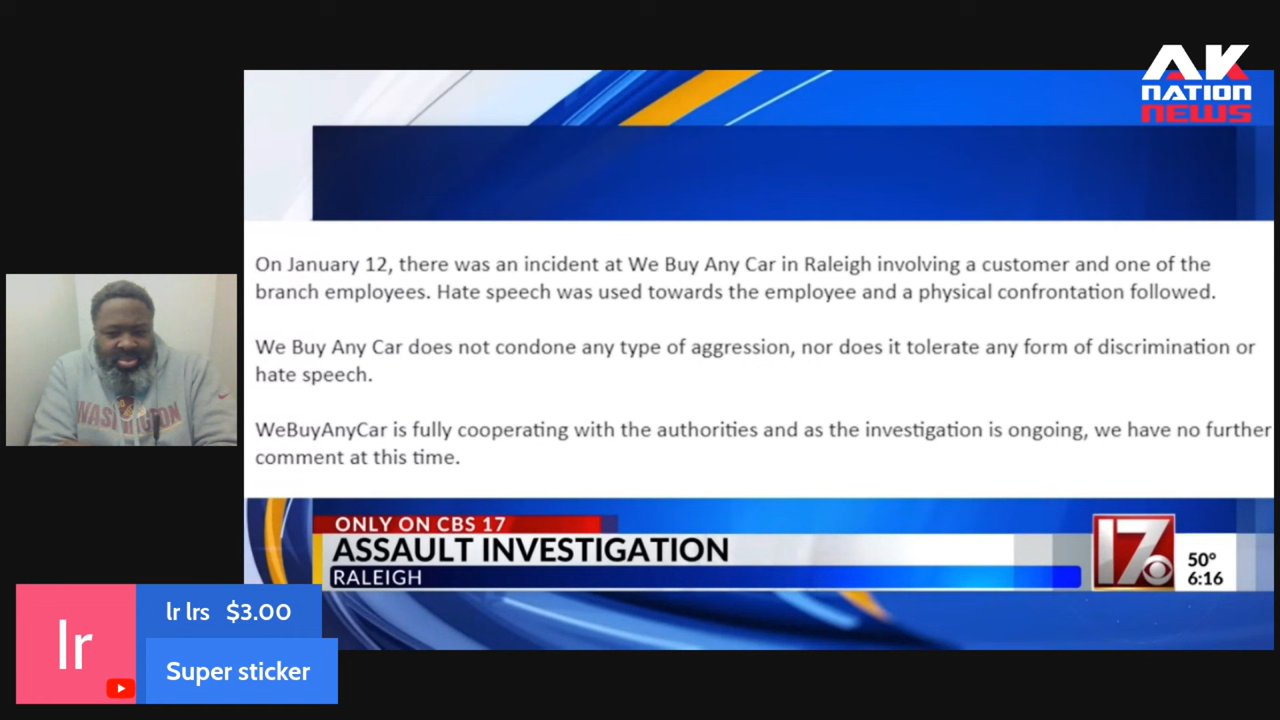 AK
NATION
NEWS
On January 12, there was an incident at We Buy Any Car in Raleigh involving a customer and one of the
branch employees. Hate speech was used towards the employee and a physical confrontation followed.
We Buy Any Car does not condone any type of aggression, nor does it tolerate any form of discrimination or
hate speech.
WeBuyAnyCar is fully cooperating with the authorities and as the investigation is ongoing, we have no further
comment at this time.
WASHINGTON
ONLY ON CBS 17
ASSAULT INVESTIGATION
RALEIGH
17
50°
6:16
lr
lr lrs $3.00
Super sticker